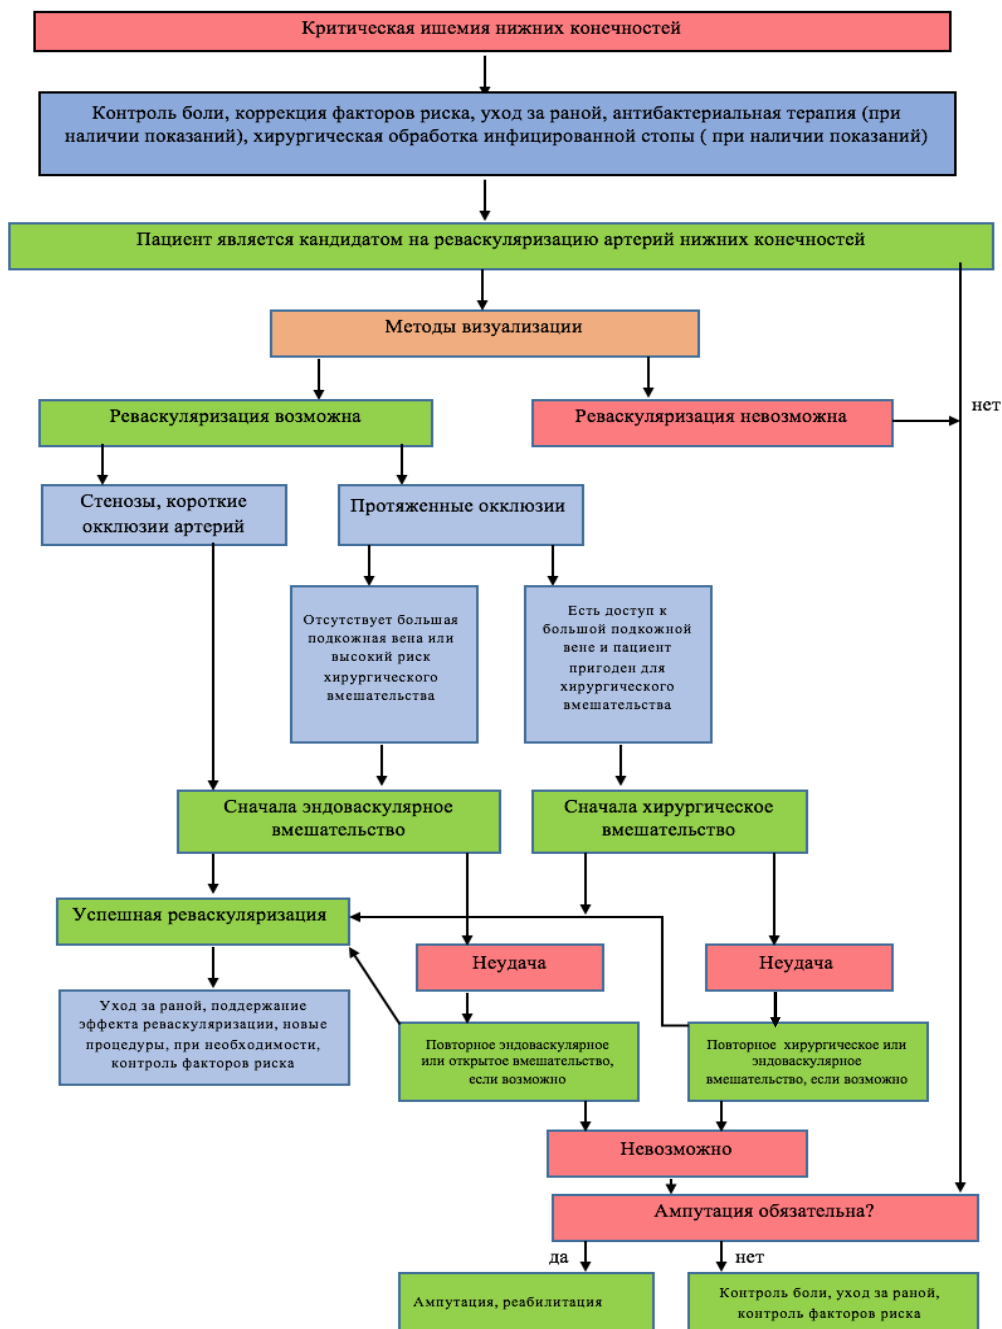 Критическая ишемия нижних конечностей
Контроль боли, коррекция факторов риска, уход за раной, антибактериальная терапия (при
наличии показаний), хирургическая обработка инфицированной стопы ( при наличии показаний)
Пациент является кандидатом на реваскуляризацию артерий нижних конечностей
Методы визуализации
нет
Реваскуляризация возможна
Реваскуляризация невозможна
Стенозы, короткие
окклюзии артерий
Протяженные окклюзии
Отсутствует большая
подкожная вена или
высокий риск
хирургического
вмешательства
Есть доступ к
большой подкожной
вене и пациент
пригоден для
хирургического
вмешательства
Сначала эндоваскулярное
вмешательство
Сначала хирургическое
вмешательство
Успешная реваскуляризация
Неудача
Неудача
Уход за раной, поддержание
эффекта реваскуляризации, новые
процедуры, при необходимости,
контроль факторов риска
Повторное эндоваскулярное
или открытое вмешательство,
если возможно
Повторное хирургическое или
эндоваскулярное
вмешательство, если возможно
Невозможно
Ампутация обязательна?
да
нет
Ампутация, реабилитация
Контроль боли, уход за раной,
контроль факторов риска